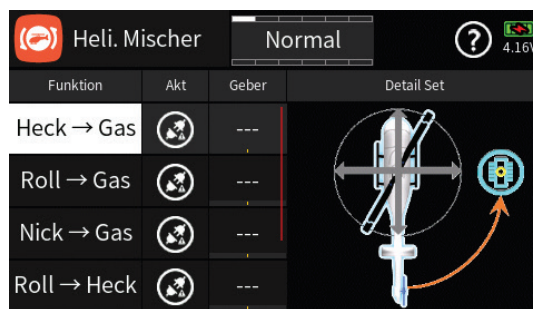 Heli. Mischer
Normal
?
4.16V
Funktion Akt Geber Detail Set
Heck → Gas ---
Roll → Gas ---
Nick → Gas ---
Roll → Heck ---